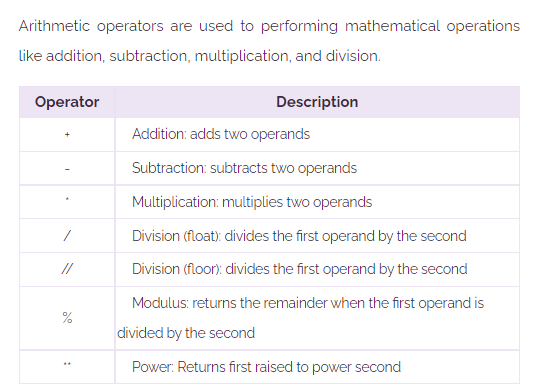 Arithmetic operators are used to performing mathematical operations
like addition, subtraction, multiplication, and division.
Operator Description
+ Addition: adds two operands
- Subtraction: subtracts two operands
* Multiplication: multiplies two operands
/ Division (float): divides the first operand by the second
// Division (floor): divides the first operand by the second
% Modulus: returns the remainder when the first operand is
divided by the second
** Power: Returns first raised to power second